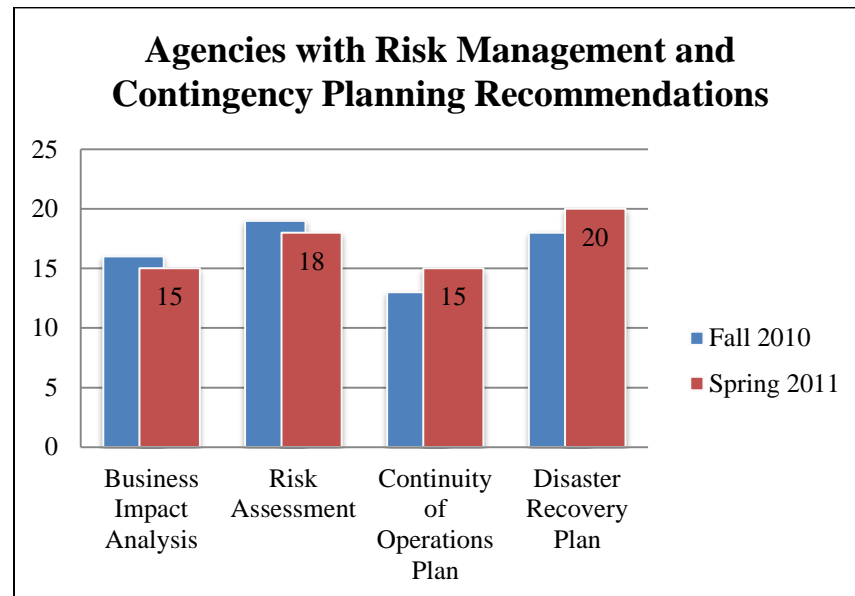 Agencies with Risk Management and
Contingency Planning Recommendations
25
20
15
10
5
0
15
18
15
20
Business
Impact
Analysis
Risk
Assessment
Continuity
of
Operations
Plan
Disaster
Recovery
Plan
Fall 2010
Spring 2011